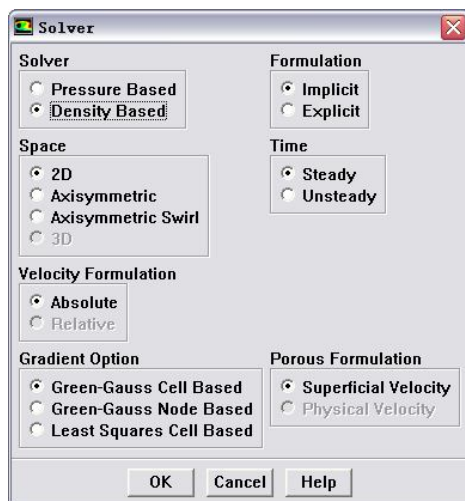 Solver
Solver
Formulation
Pressure Based
Implicit
Density Based
Explicit
Space
Time
2D
Steady
Axisymmetric
Unsteady
Axisymmetric Swirl
3D
Velocity Formulation
Absolute
Relative
Gradient Option
Porous Formulation
Green-Gauss Cell Based
Superficial Velocity
Green-Gauss Node Based
Physical Velocity
Least Squares Cell Based
OK
Cancel
Help